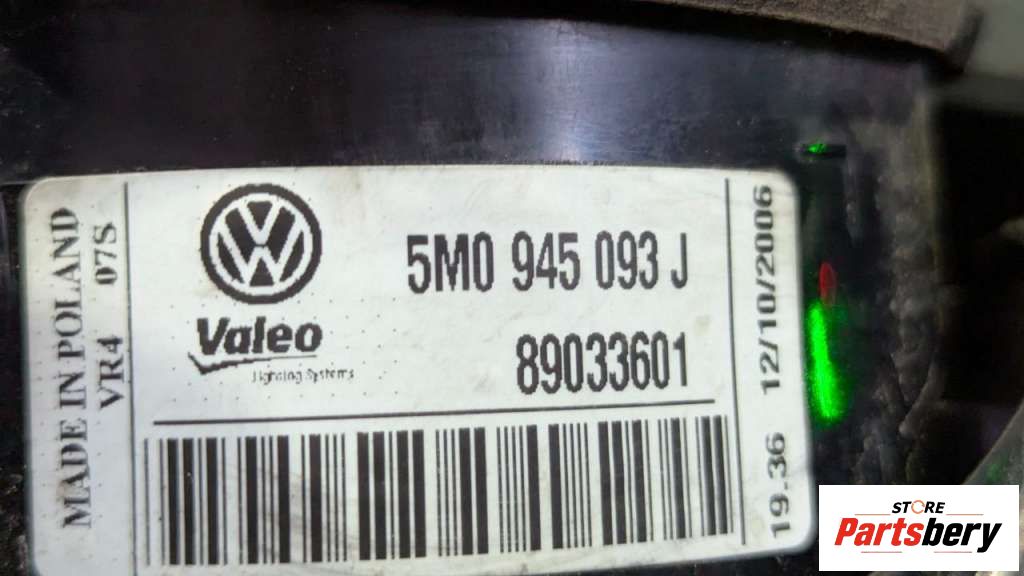 MADE IN POLAND
VR4 07S
5M0 945 093 J
Valeo
Lighting Systems
89033601
19-36 12/10/2006
STORE
Partsbery